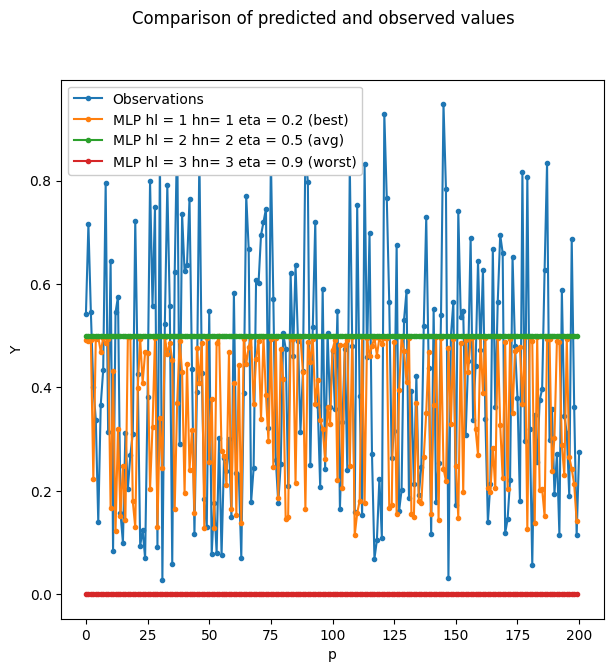 Comparison of predicted and observed values
Observations
MLP hl = 1 hn= 1 eta = 0.2 (best)
MLP hl = 2 hn= 2 eta = 0.5 (avg)
MLP hl = 3 hn= 3 eta = 0.9 (worst)
0.8
0.6
Y
0.4
0.2
0.0
0 25 50 75 100 125 150 175 200
p